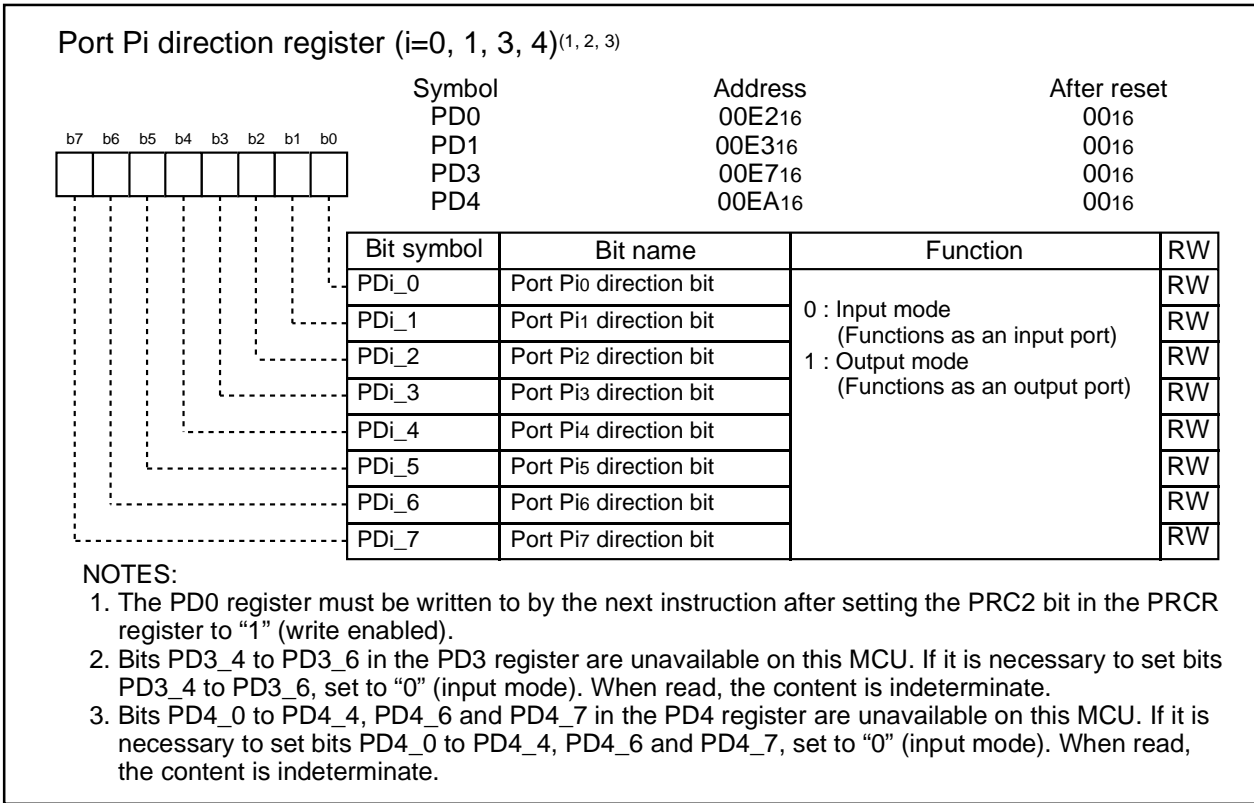 Port Pi direction register (i=0, 1, 3, 4)(1, 2, 3)
Symbol Address After reset
PD0 00E216 0016
b7 b6 b5 b4 b3 b2 b1 b0
PD1 00E316 0016
PD3 00E716 0016
PD4 00EA16 0016
Bit symbol Bit name Function RW
PDi_0 Port Pi0 direction bit RW
0 : Input mode
(Functions as an input port)
1 : Output mode
(Functions as an output port)
PDi_1 Port Pi1 direction bit RW
PDi_2 Port Pi2 direction bit RW
PDi_3 Port Pi3 direction bit RW
PDi_4 Port Pi4 direction bit RW
PDi_5 Port Pi5 direction bit RW
PDi_6 Port Pi6 direction bit RW
PDi_7 Port Pi7 direction bit RW
NOTES:
1. The PD0 register must be written to by the next instruction after setting the PRC2 bit in the PRCR
register to “1” (write enabled).
2. Bits PD3_4 to PD3_6 in the PD3 register are unavailable on this MCU. If it is necessary to set bits
PD3_4 to PD3_6, set to “0” (input mode). When read, the content is indeterminate.
3. Bits PD4_0 to PD4_4, PD4_6 and PD4_7 in the PD4 register are unavailable on this MCU. If it is
necessary to set bits PD4_0 to PD4_4, PD4_6 and PD4_7, set to “0” (input mode). When read,
the content is indeterminate.